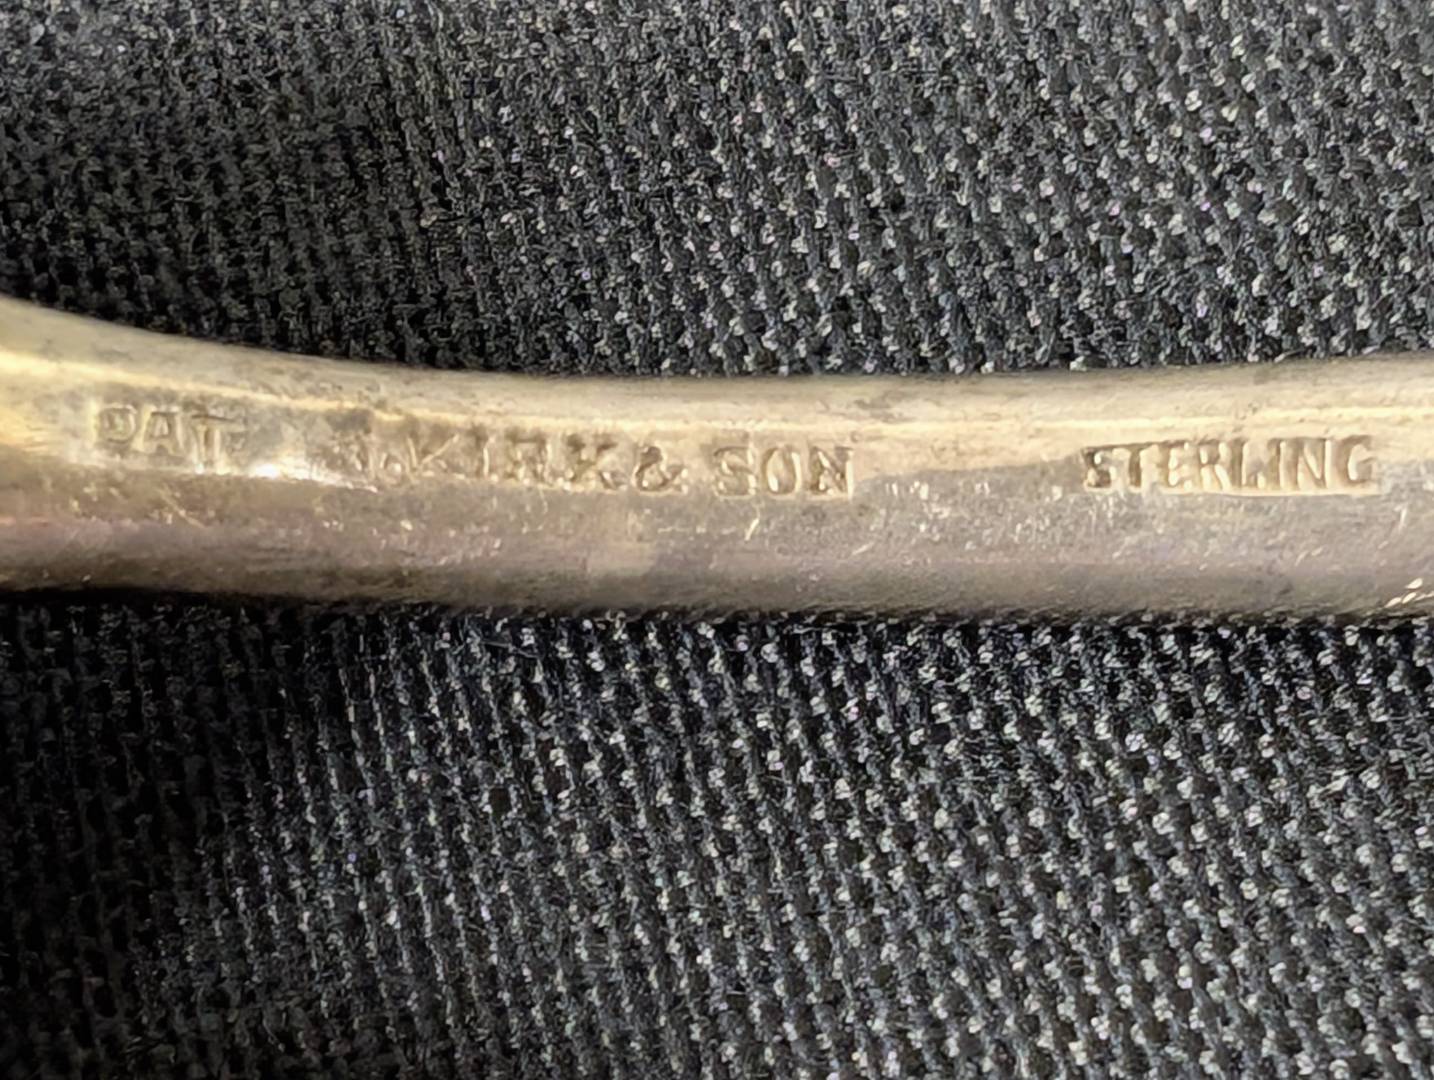 PAT. S.KIRK & SON STERLING